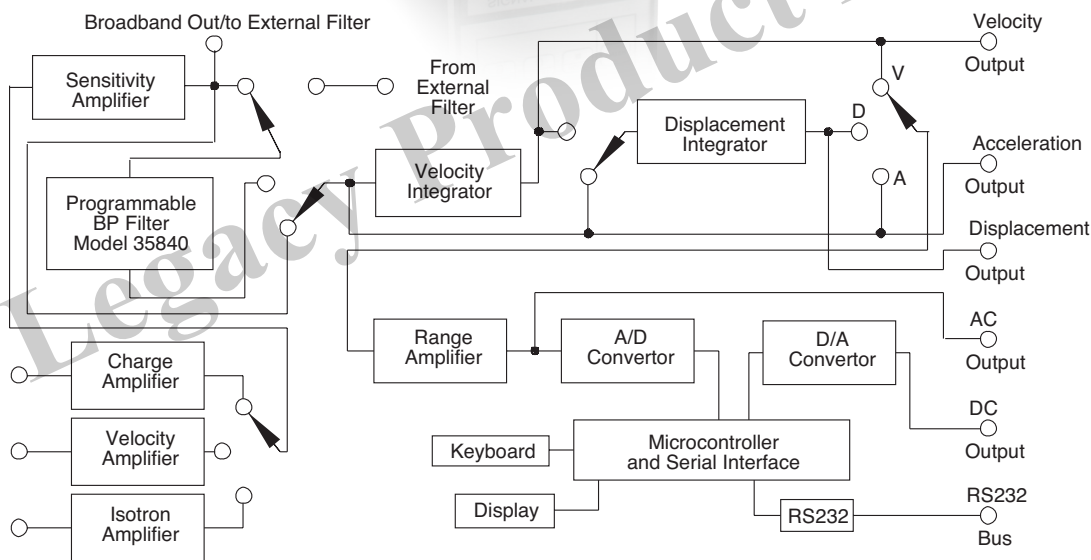 Broadband Out/to External Filter
Sensitivity
Amplifier
From
External
Filter
Velocity
Output
V
D
A
Displacement
Integrator
Velocity
Integrator
Acceleration
Output
Programmable
BP Filter
Model 35840
Displacement
Output
Range
Amplifier
A/D
Convertor
D/A
Convertor
AC
Output
Charge
Amplifier
Velocity
Amplifier
Isotron
Amplifier
Keyboard
Display
Microcontroller
and Serial Interface
RS232
DC
Output
RS232
Bus
Legacy Product